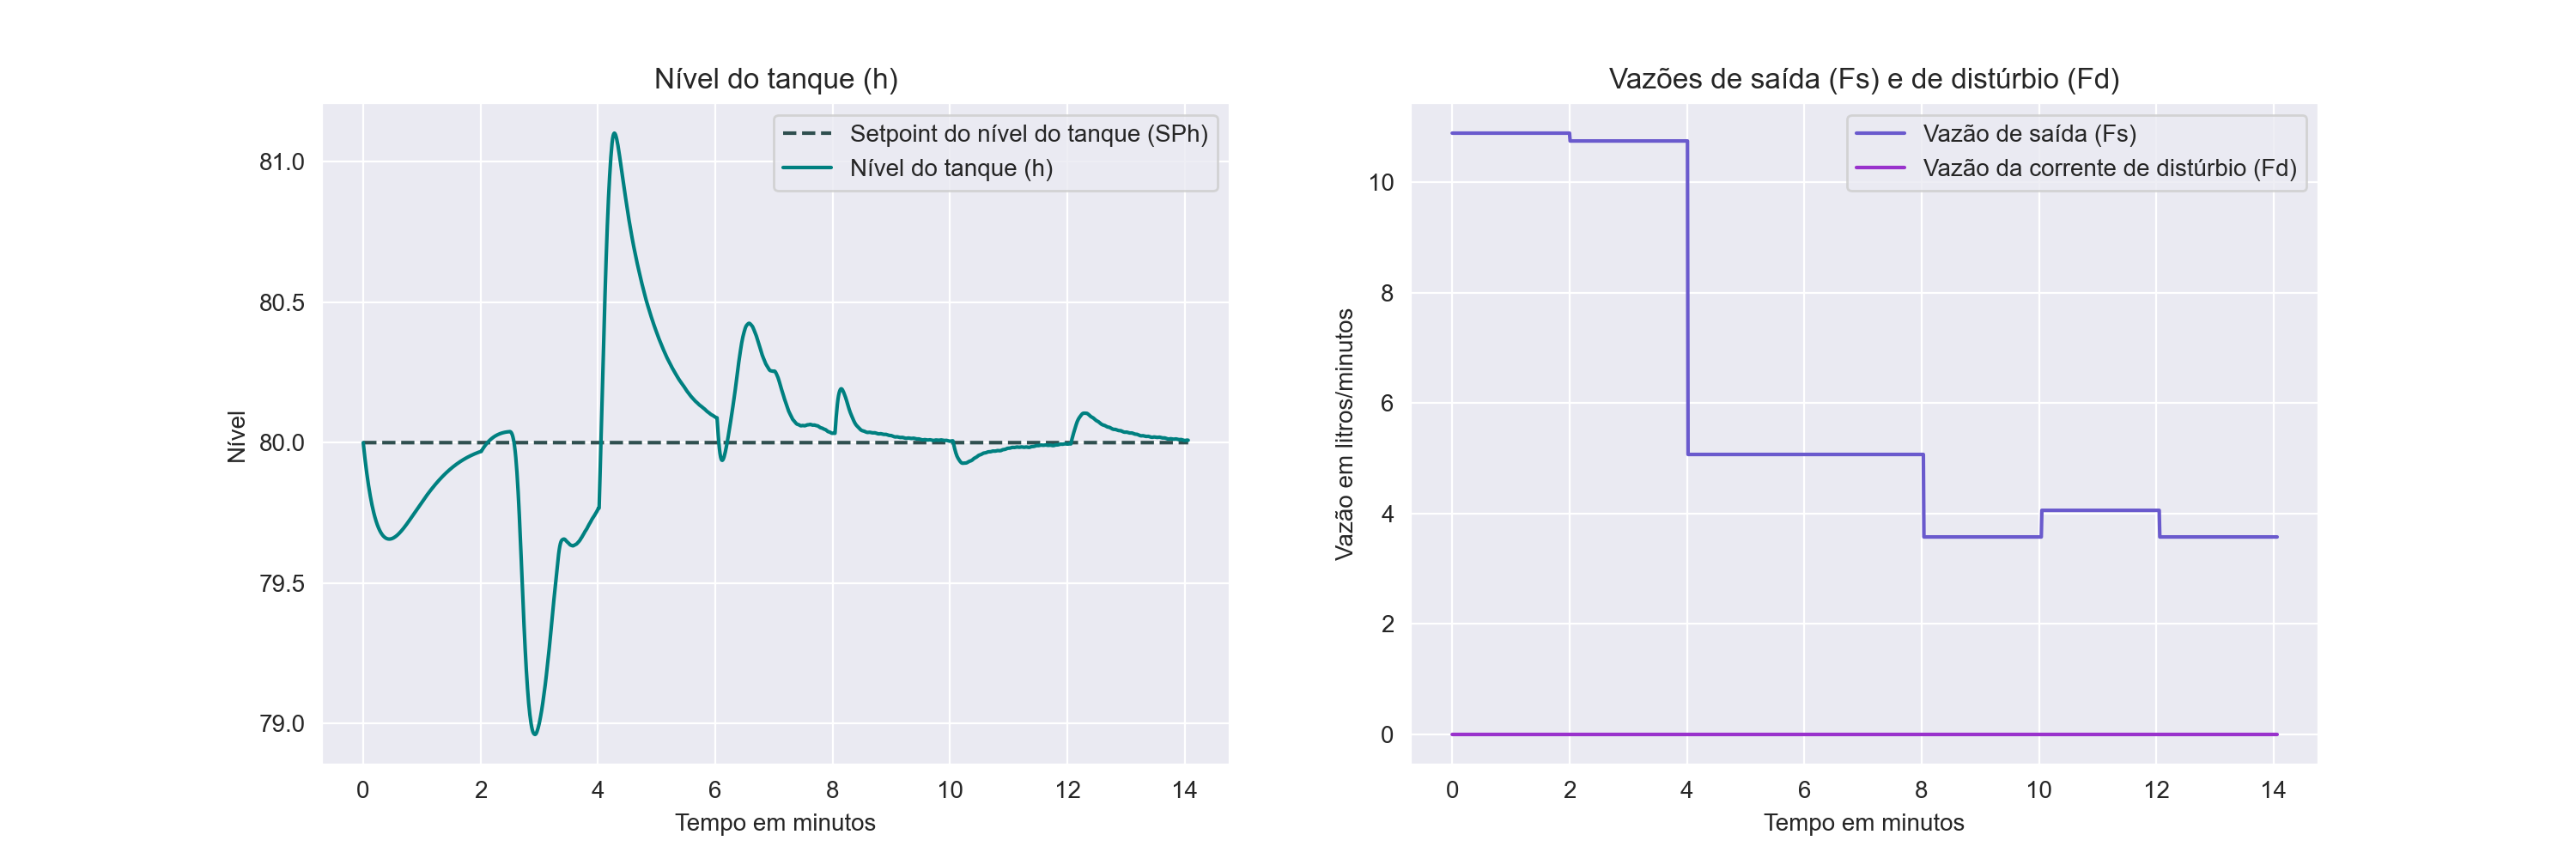 Nível do tanque (h)
Setpoint do nível do tanque (SPh)
Nível do tanque (h)
81.0
80.5
80.0
79.5
79.0
Nível
0 2 4 6 8 10 12 14
Tempo em minutos
Vazões de saída (Fs) e de distúrbio (Fd)
Vazão de saída (Fs)
Vazão da corrente de distúrbio (Fd)
10
8
6
4
2
0
Vazão em litros/minutos
0 2 4 6 8 10 12 14
Tempo em minutos